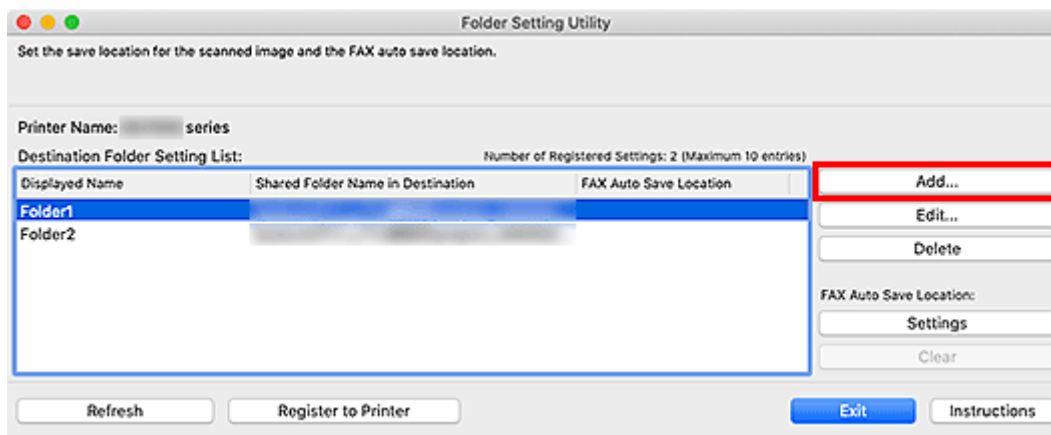 Folder Setting Utility
Set the save location for the scanned image and the FAX auto save location.
Printer Name: series
Destination Folder Setting List: Number of Registered Settings: 2 (Maximum 10 entries)
Displayed Name Shared Folder Name in Destination FAX Auto Save Location
Folder1
Folder2
Add...
Edit...
Delete
FAX Auto Save Location:
Settings
Clear
Refresh Register to Printer Exit Instructions